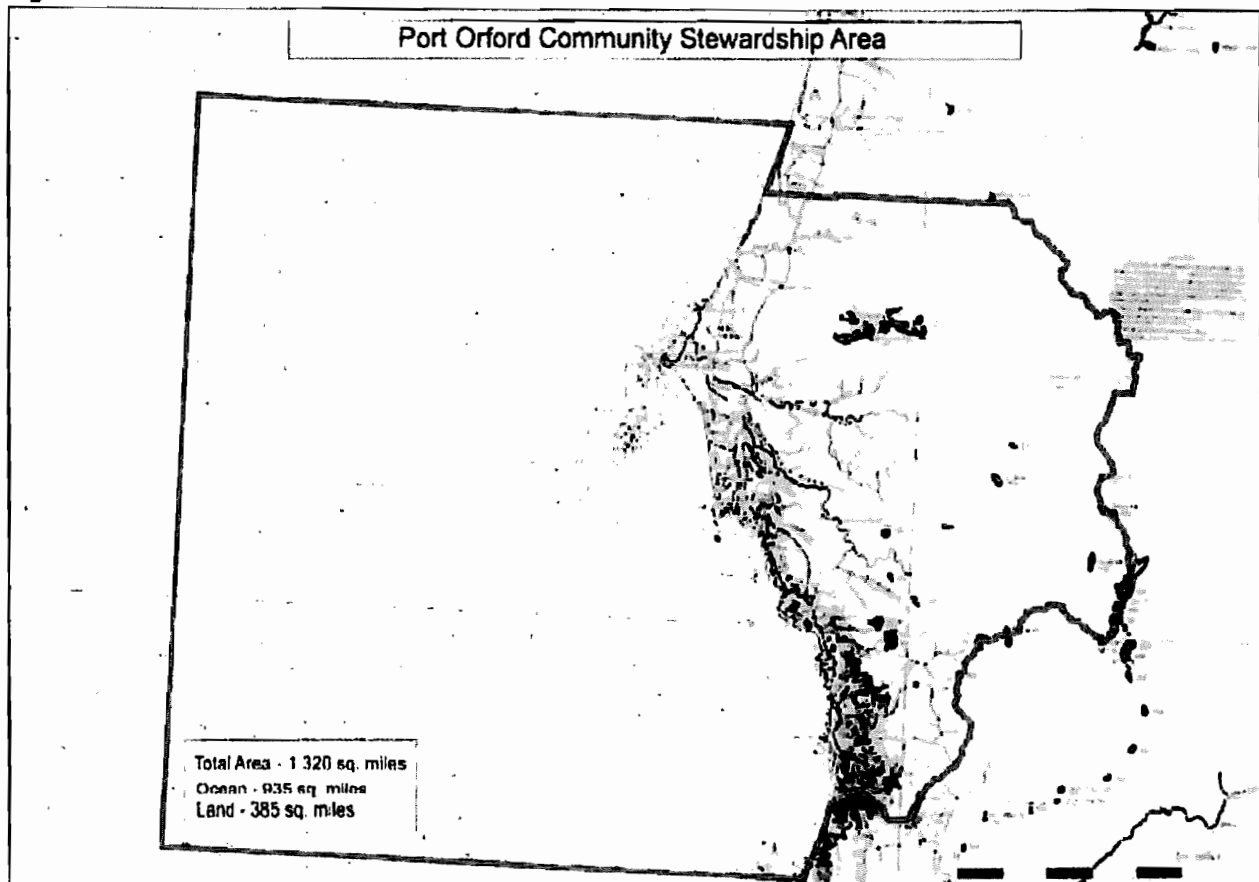 Port Orford Community Stewardship Area
Total Area - 1 320 sq. miles
Ocean - 935 sq. miles
Land - 385 sq. miles